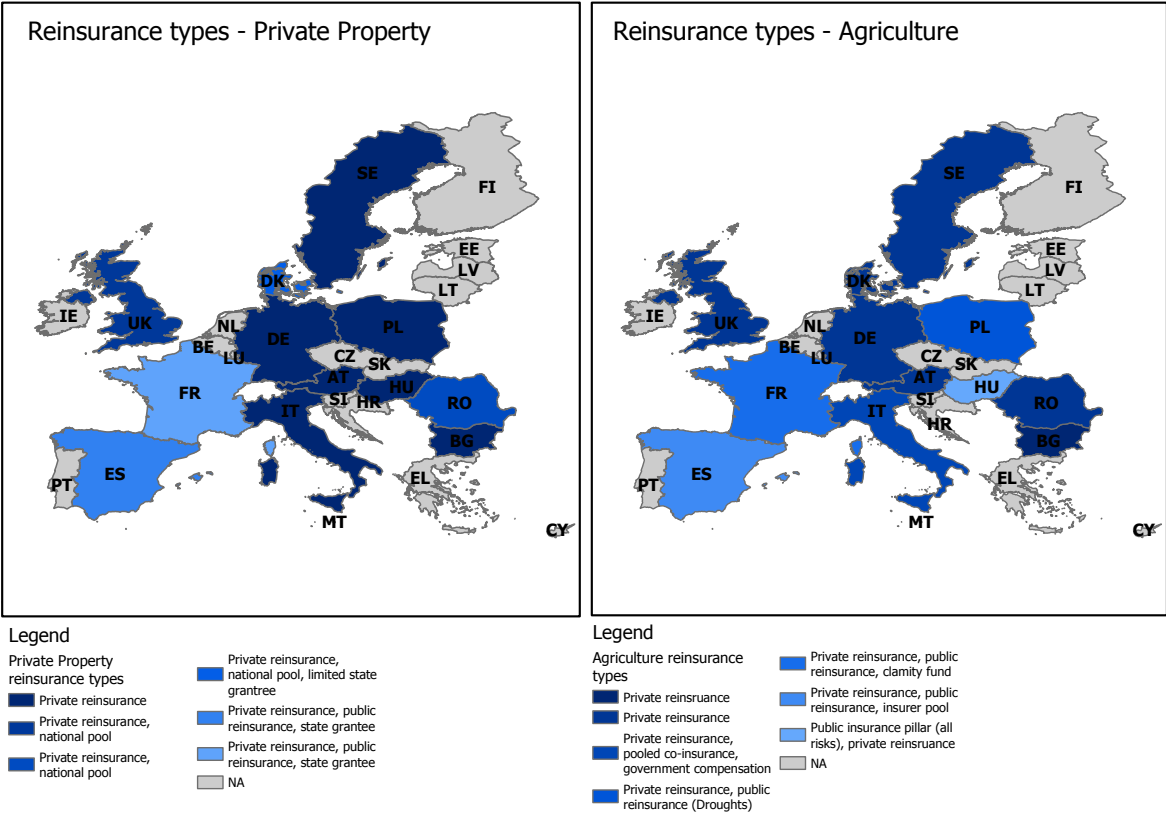 Reinsurance types - Private Property
SE
FI
EE
LV
LT
DK
IE
UK
NL
BE
LU
DE
PL
CZ
SK
AT
HU
FR
SI
HR
IT
RO
BG
PT
ES
EL
MT
CY
Legend
Private Property
reinsurance types
Private reinsurance
Private reinsurance,
national pool
Private reinsurance,
national pool
Private reinsurance,
national pool, limited state
grantree
Private reinsurance, public
reinsurance, state grantee
Private reinsurance, public
reinsurance, state grantee
NA
Reinsurance types - Agriculture
SE
FI
EE
LV
LT
DK
IE
UK
NL
BE
LU
DE
PL
CZ
SK
AT
HU
FR
SI
HR
IT
RO
BG
PT
ES
EL
MT
CY
Legend
Agriculture reinsurance
types
Private reinsruance
Private reinsurance
Private reinsurance,
pooled co-insurance,
government compensation
Private reinsurance, public
reinsurance (Droughts)
Private reinsurance, public
reinsurance, clamity fund
Private reinsurance, public
reinsurance, insurer pool
Public insurance pillar (all
risks), private reinsruance
NA